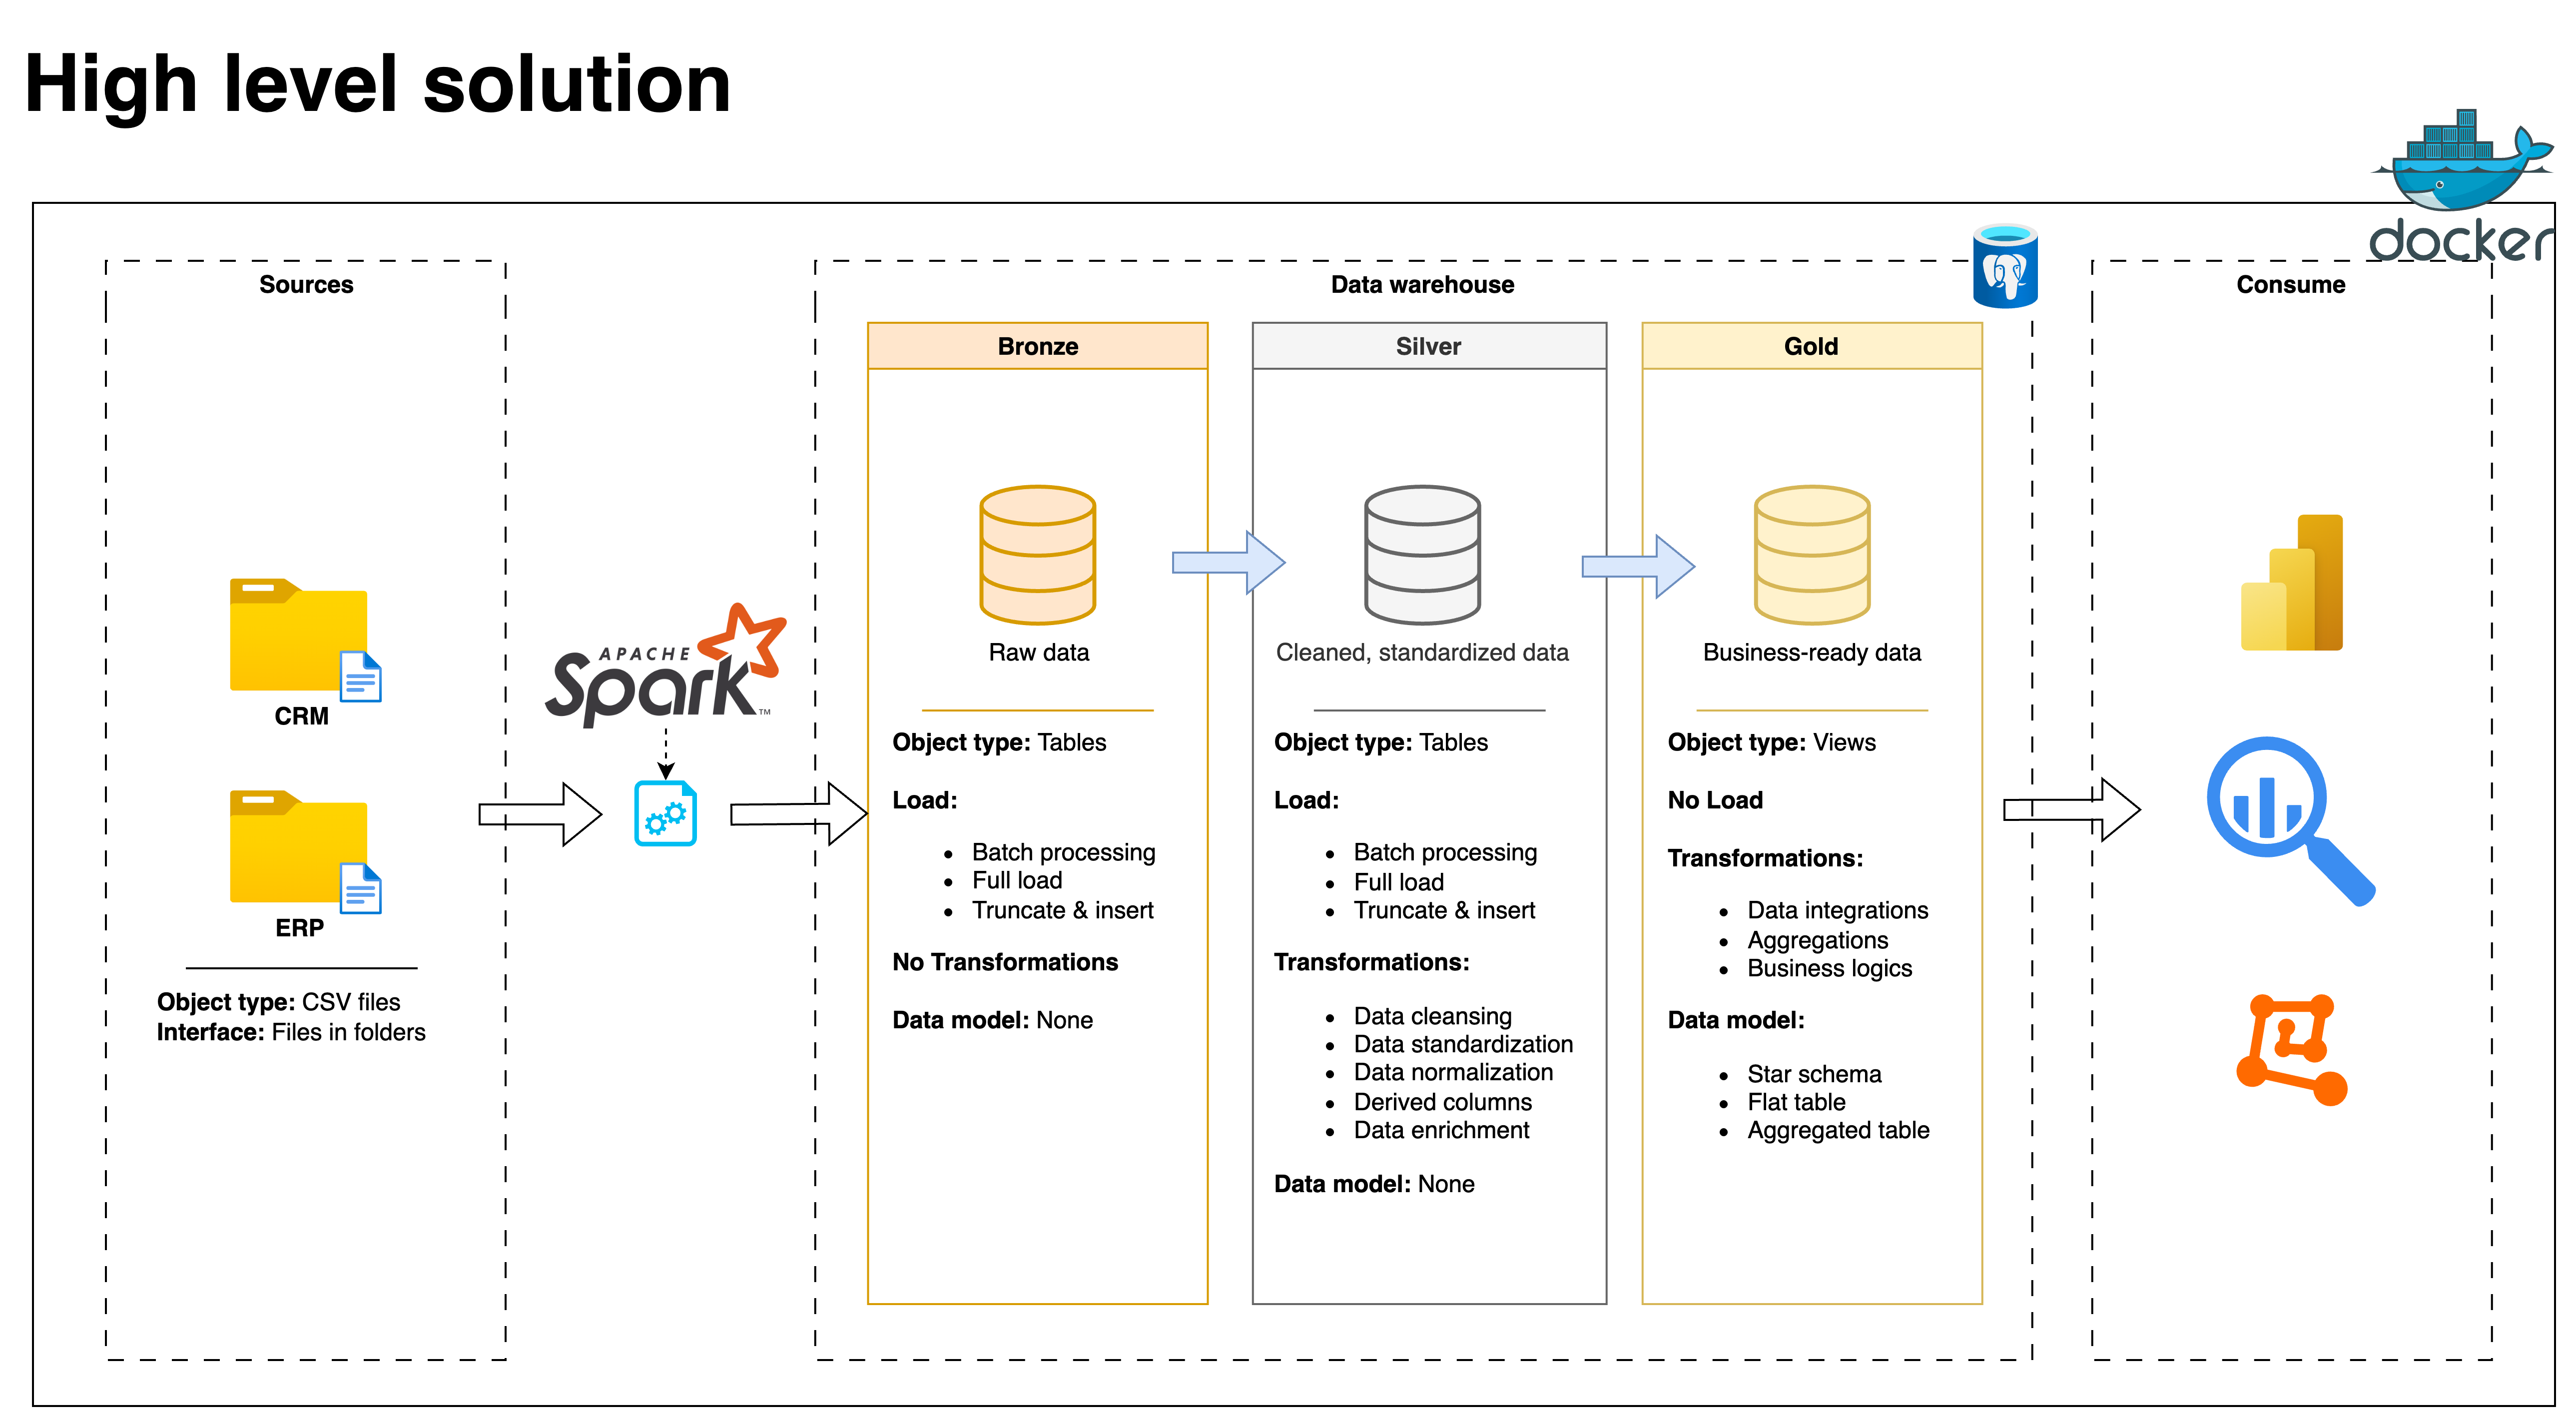 High level solution
docker
Sources
CRM
ERP
Object type: CSV files
Interface: Files in folders
APACHE
Spark™
Data warehouse
Bronze
Raw data
Object type: Tables
Load:
• Batch processing
• Full load
• Truncate & insert
No Transformations
Data model: None
Silver
Cleaned, standardized data
Object type: Tables
Load:
• Batch processing
• Full load
• Truncate & insert
Transformations:
• Data cleansing
• Data standardization
• Data normalization
• Derived columns
• Data enrichment
Data model: None
Gold
Business-ready data
Object type: Views
No Load
Transformations:
• Data integrations
• Aggregations
• Business logics
Data model:
• Star schema
• Flat table
• Aggregated table
Consume